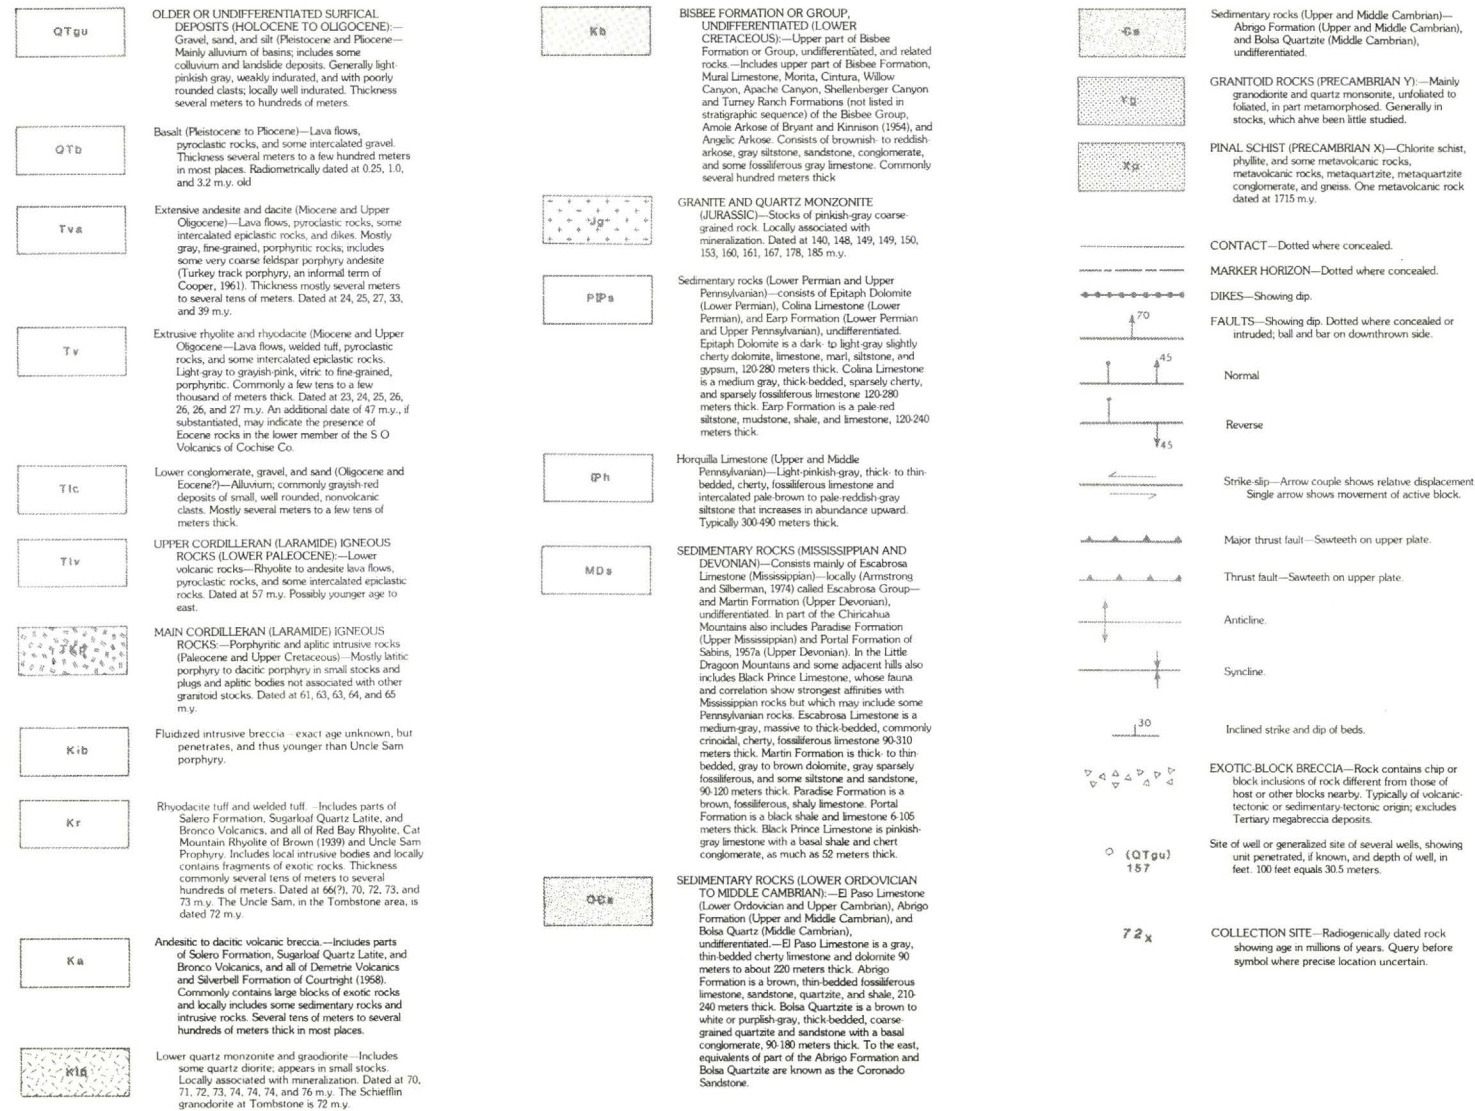 QTgu
OLDER OR UNDIFFERENTIATED SURFICAL
DEPOSITS (HOLOCENE TO OLIGOCENE):—
Gravel, sand, and silt (Pleistocene and Pliocene—
Mainly alluvium of basins; includes some
colluvium and landslide deposits. Generally light-
pinkish gray, weakly indurated, and with poorly
rounded clasts; locally well indurated. Thickness
several meters to hundreds of meters.
QTb
Basalt (Pleistocene to Pliocene)—Lava flows,
pyroclastic rocks, and some intercalated gravel.
Thickness several meters to a few hundred meters
in most places. Radiometrically dated at 0.25, 1.0,
and 3.2 m.y. old
Tva
Extensive andesite and dacite (Miocene and Upper
Oligocene)—Lava flows, pyroclastic rocks, some
intercalated epiclastic rocks, and dikes. Mostly
gray, fine-grained, porphyritic rocks; includes
some very coarse feldspar porphyry andesite
(Turkey track porphyry, an informal term of
Cooper, 1961). Thickness mostly several meters
to several tens of meters. Dated at 24, 25, 27, 33,
and 39 m.y.
Tv
Extrusive rhyolite and rhyodacite (Miocene and Upper
Oligocene—Lava flows, welded tuff, pyroclastic
rocks, and some intercalated epiclastic rocks.
Light-gray to grayish-pink, vitric to fine-grained,
porphyritic. Commonly a few tens to a few
thousand of meters thick. Dated at 23, 24, 25, 26,
26, 26, and 27 m.y. An additional date of 47 m.y., if
substantiated, may indicate the presence of
Eocene rocks in the lower member of the S O
Volcanics of Cochise Co.
Tlc
Lower conglomerate, gravel, and sand (Oligocene and
Eocene?)—Alluvium; commonly grayish-red
deposits of small, well rounded, nonvolcanic
clasts. Mostly several meters to a few tens of
meters thick.
Tlv
UPPER CORDILLERAN (LARAMIDE) IGNEOUS
ROCKS (LOWER PALEOCENE):—Lower
volcanic rocks—Rhyolite to andesite lava flows,
pyroclastic rocks, and some intercalated epiclastic
rocks. Dated at 57 m.y. Possibly younger age to
east.
MAIN CORDILLERAN (LARAMIDE) IGNEOUS
ROCKS:—Porphyritic and aplitic intrusive rocks
(Paleocene and Upper Cretaceous)—Mostly latitic
porphyry to dacitic porphyry in small stocks and
plugs and aplitic bodies not associated with other
granitoid stocks. Dated at 61, 63, 63, 64, and 65
m.y.
Kib
Fluidized intrusive breccia—exact age unknown, but
penetrates, and thus younger than Uncle Sam
porphyry.
Kr
Rhyodacite tuff and welded tuff.—Includes parts of
Salero Formation, Sugarloaf Quartz Latite, and
Bronco Volcanics, and all of Red Bay Rhyolite, Cat
Mountain Rhyolite of Brown (1939) and Uncle Sam
Prophyry. Includes local intrusive bodies and locally
contains fragments of exotic rocks. Thickness
commonly several tens of meters to several
hundreds of meters. Dated at 66(?), 70, 72, 73, and
73 m.y. The Uncle Sam, in the Tombstone area, is
dated 72 m.y.
Ka
Andesitic to dacitic volcanic breccia.—Includes parts
of Solero Formation, Sugarloaf Quartz Latite, and
Bronco Volcanics, and all of Demetrie Volcanics
and Silverbell Formation of Courtright (1958).
Commonly contains large blocks of exotic rocks
and locally includes some sedimentary rocks and
intrusive rocks. Several tens of meters to several
hundreds of meters thick in most places.
Lower quartz monzonite and graodiorite—Includes
some quartz diorite; appears in small stocks.
Locally associated with mineralization. Dated at 70,
71, 72, 73, 74, 74, 74, and 76 m.y. The Schiefflin
granodorite at Tombstone is 72 m.y.
Kb
BISBEE FORMATION OR GROUP,
UNDIFFERENTIATED (LOWER
CRETACEOUS):—Upper part of Bisbee
Formation or Group, undifferentiated, and related
rocks.—Includes upper part of Bisbee Formation,
Mural Limestone, Morita, Cintura, Willow
Canyon, Apache Canyon, Shellenberger Canyon
and Turney Ranch Formations (not listed in
stratigraphic sequence) of the Bisbee Group,
Amole Arkose of Bryant and Kinnison (1954), and
Angelic Arkose. Consists of brownish- to reddish-
arkose, gray siltstone, sandstone, conglomerate,
and some fossiliferous gray limestone. Commonly
several hundred meters thick
Jg
GRANITE AND QUARTZ MONZONITE
(JURASSIC)—Stocks of pinkish-gray coarse-
grained rock. Locally associated with
mineralization. Dated at 140, 148, 149, 149, 150,
153, 160, 161, 167, 178, 185 m.y.
PIPs
Sedimentary rocks (Lower Permian and Upper
Pennsylvanian)—consists of Epitaph Dolomite
(Lower Permian), Colina Limestone (Lower
Permian), and Earp Formation (Lower Permian
and Upper Pennsylvanian), undifferentiated.
Epitaph Dolomite is a dark- to light-gray slightly
cherty dolomite, limestone, marl, siltstone, and
gypsum, 120-280 meters thick. Colina Limestone
is a medium gray, thick-bedded, sparsely cherty,
and sparsely fossiliferous limestone 120-280
meters thick. Earp Formation is a pale-red
siltstone, mudstone, shale, and limestone, 120-240
meters thick.
IPh
Horquilla Limestone (Upper and Middle
Pennsylvanian)—Light-pinkish-gray, thick- to thin-
bedded, cherty, fossiliferous limestone and
intercalated pale-brown to pale-reddish-gray
siltstone that increases in abundance upward.
Typically 300-490 meters thick.
MDs
SEDIMENTARY ROCKS (MISSISSIPPIAN AND
DEVONIAN)—Consists mainly of Escabrosa
Limestone (Mississippian)—locally (Armstrong
and Silberman, 1974) called Escabrosa Group—
and Martin Formation (Upper Devonian),
undifferentiated. In part of the Chiricahua
Mountains also includes Paradise Formation
(Upper Mississippian) and Portal Formation of
Sabins, 1957a (Upper Devonian). In the Little
Dragoon Mountains and some adjacent hills also
includes Black Prince Limestone, whose fauna
and correlation show strongest affinities with
Mississippian rocks but which may include some
Pennsylvanian rocks. Escabrosa Limestone is a
medium-gray, massive to thick-bedded, commonly
crinoidal, cherty, fossiliferous limestone 90-310
meters thick. Martin Formation is thick- to thin-
bedded, gray to brown dolomite, gray sparsely
fossiliferous, and some siltstone and sandstone,
90-120 meters thick. Paradise Formation is a
brown, fossiliferous, shaly limestone. Portal
Formation is a black shale and limestone 6-105
meters thick. Black Prince Limestone is pinkish-
gray limestone with a basal shale and chert
conglomerate, as much as 52 meters thick.
O€s
SEDIMENTARY ROCKS (LOWER ORDOVICIAN
TO MIDDLE CAMBRIAN):—El Paso Limestone
(Lower Ordovician and Upper Cambrian), Abrigo
Formation (Upper and Middle Cambrian), and
Bolsa Quartz (Middle Cambrian),
undifferentiated.—El Paso Limestone is a gray,
thin-bedded cherty limestone and dolomite 90
meters to about 220 meters thick. Abrigo
Formation is a brown, thin-bedded fossiliferous
limestone, sandstone, quartzite, and shale, 210-
240 meters thick. Bolsa Quartzite is a brown to
white or purplish-gray, thick-bedded, coarse-
grained quartzite and sandstone with a basal
conglomerate, 90-180 meters thick. To the east,
equivalents of part of the Abrigo Formation and
Bolsa Quartzite are known as the Coronado
Sandstone.
€s
Sedimentary rocks (Upper and Middle Cambrian)—
Abrigo Formation (Upper and Middle Cambrian),
and Bolsa Quartzite (Middle Cambrian),
undifferentiated.
Yg
GRANITOID ROCKS (PRECAMBRIAN Y):—Mainly
granodiorite and quartz monsonite, unfoliated to
foliated, in part metamorphosed. Generally in
stocks, which ahve been little studied.
Xp
PINAL SCHIST (PRECAMBRIAN X)—Chlorite schist,
phyllite, and some metavolcanic rocks,
metavolcanic rocks, metaquartzite, metaquartzite
conglomerate, and gneiss. One metavolcanic rock
dated at 1715 m.y.
CONTACT—Dotted where concealed.
MARKER HORIZON—Dotted where concealed.
DIKES—Showing dip.
70
FAULTS—Showing dip. Dotted where concealed or
intruded; ball and bar on downthrown side.
45
Normal
Reverse
45
Strike-slip—Arrow couple shows relative displacement
Single arrow shows movement of active block.
Major thrust fault—Sawteeth on upper plate.
Thrust fault—Sawteeth on upper plate.
Anticline.
Syncline.
30
Inclined strike and dip of beds.
EXOTIC-BLOCK BRECCIA—Rock contains chip or
block inclusions of rock different from those of
host or other blocks nearby. Typically of volcanic-
tectonic or sedimentary-tectonic origin; excludes
Tertiary megabreccia deposits.
(QTgu)
157
Site of well or generalized site of several wells, showing
unit penetrated, if known, and depth of well, in
feet. 100 feet equals 30.5 meters.
72x
COLLECTION SITE—Radiogenically dated rock
showing age in millions of years. Query before
symbol where precise location uncertain.